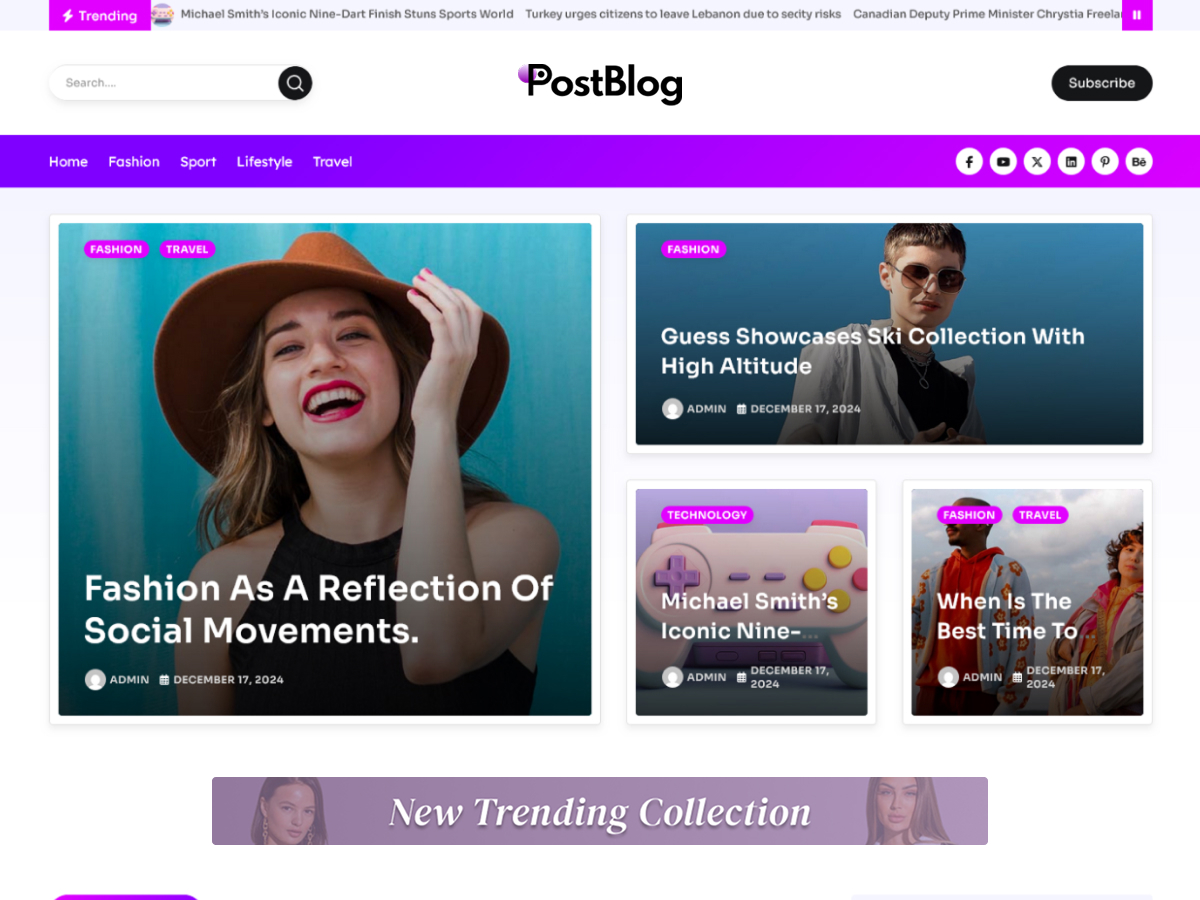 Trending
Michael Smith's Iconic Nine-Dart Finish Stuns Sports World
Turkey urges citizens to leave Lebanon due to secity risks
Canadian Deputy Prime Minister Chrystia
Search....
PostBlog
Subscribe
Home
Fashion
Sport
Lifestyle
Travel
Bē
FASHION
TRAVEL
Fashion As A Reflection Of
Social Movements.
ADMIN
DECEMBER 17, 2024
FASHION
Guess Showcases Ski Collection With
High Altitude
ADMIN
DECEMBER 17, 2024
TECHNOLOGY
Michael Smith's
Iconic Nine-...
ADMIN
DECEMBER 17,
2024
FASHION
TRAVEL
When Is The
Best Time To...
ADMIN
DECEMBER 17,
2024
New Trending Collection